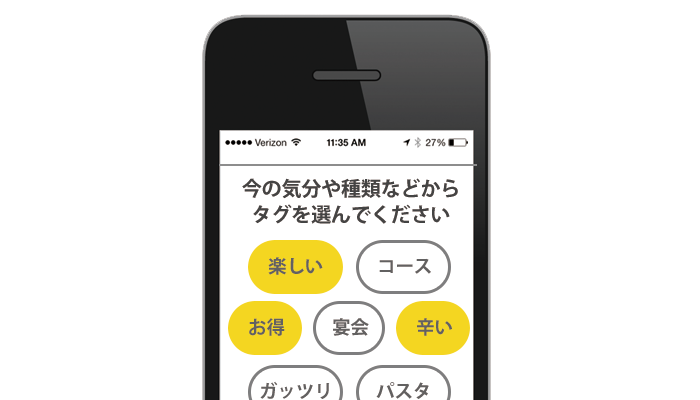 Verizon 11:35 AM 27%
今の気分や種類などから
タグを選んでください
楽しい コース
お得 宴会 辛い
ガッツリ パスタ